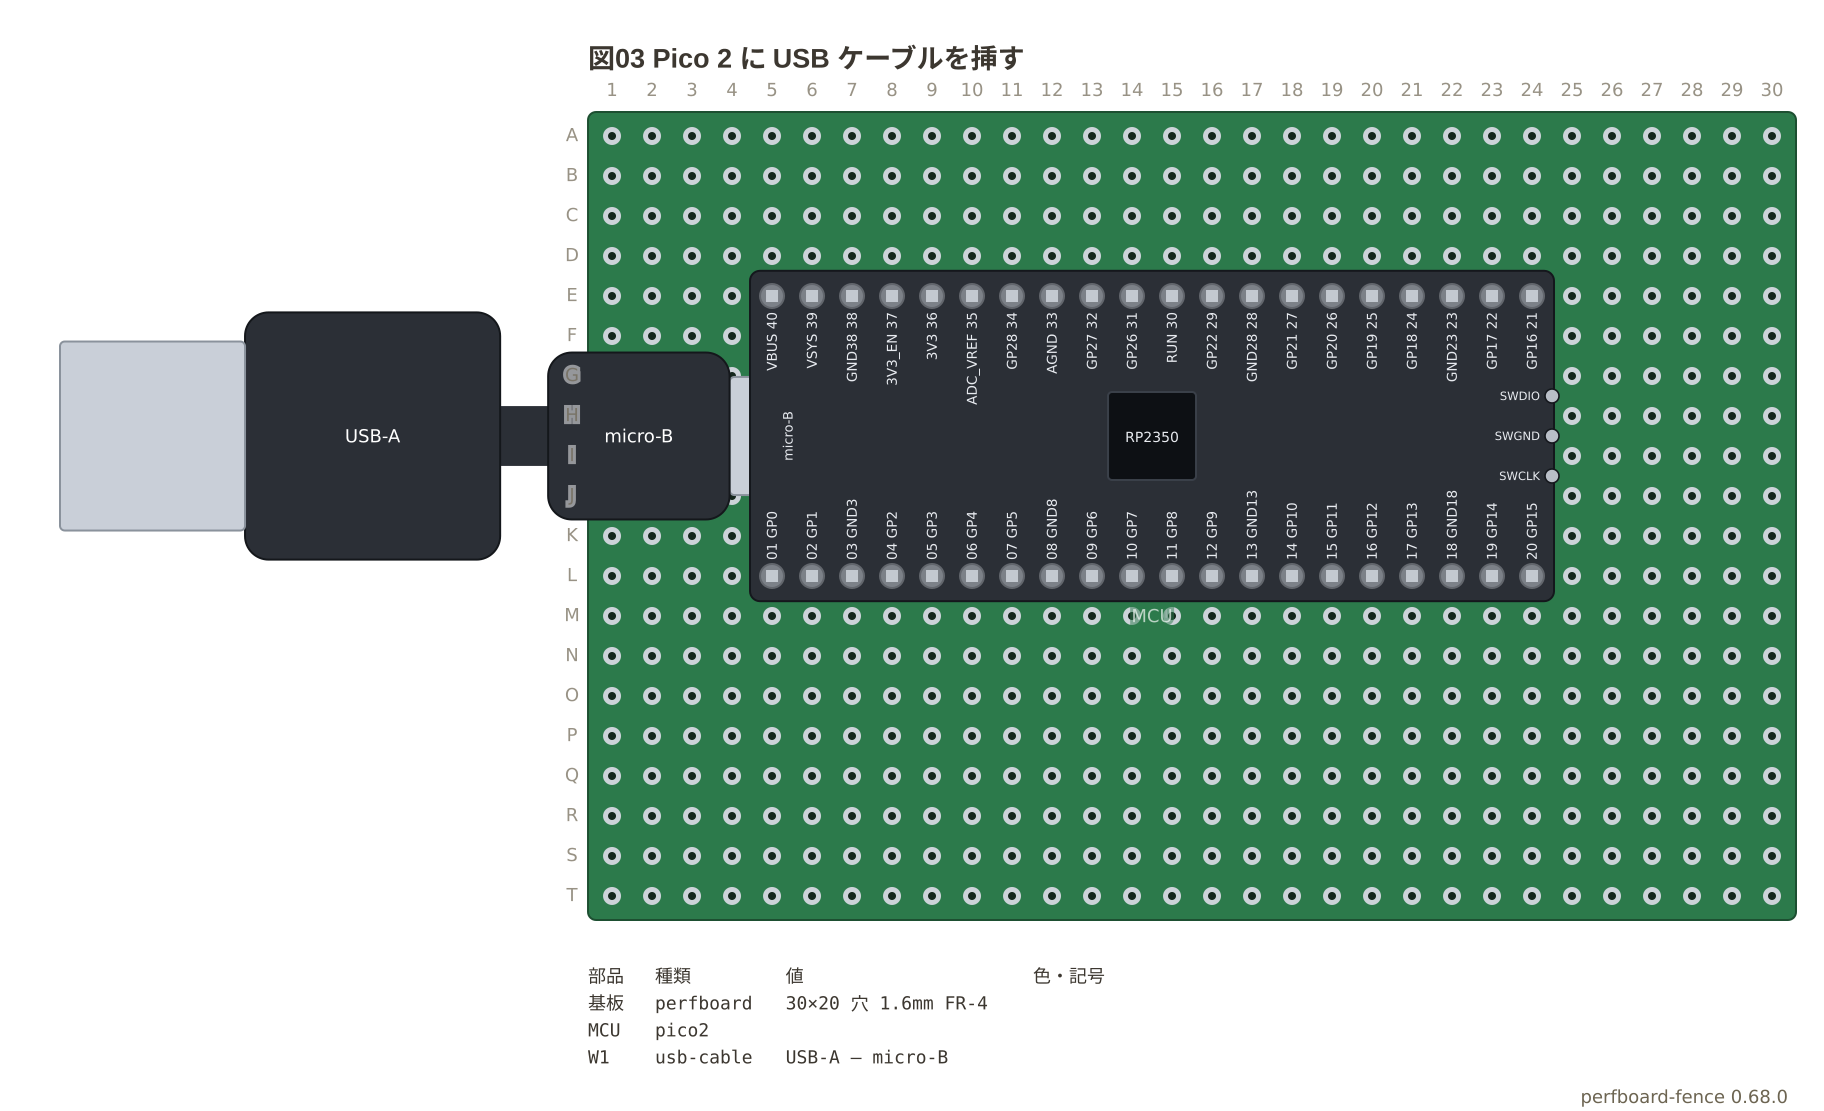 図03 Pico 2 に USB ケーブルを挿す
1 2 3 4 5 6 7 8 9 10 11 12 13 14 15 16 17 18 19 20 21 22 23 24 25 26 27 28 29 30
A
B
C
D
E
F
G
H
I
J
K
L
M
N
O
P
Q
R
S
T
VBUS 40
VSYS 39
GND38 38
3V3_EN 37
3V3 36
ADC_VREF 35
GP28 34
AGND 33
GP27 32
GP26 31
RUN 30
GP22 29
GND28 28
GP21 27
GP20 26
GP19 25
GP18 24
GND23 23
GP17 22
GP16 21
USB-A
micro-B
micro-B
RP2350
SWDIO
SWGND
SWCLK
01 GP0
02 GP1
03 GND3
04 GP2
05 GP3
06 GP4
07 GP5
08 GND8
09 GP6
10 GP7
11 GP8
12 GP9
13 GND13
14 GP10
15 GP11
16 GP12
17 GP13
18 GND18
19 GP14
20 GP15
MCU
部品 種類 値 色・記号
基板 perfboard 30×20 穴 1.6mm FR-4
MCU pico2
W1 usb-cable USB-A — micro-B
perfboard-fence 0.68.0